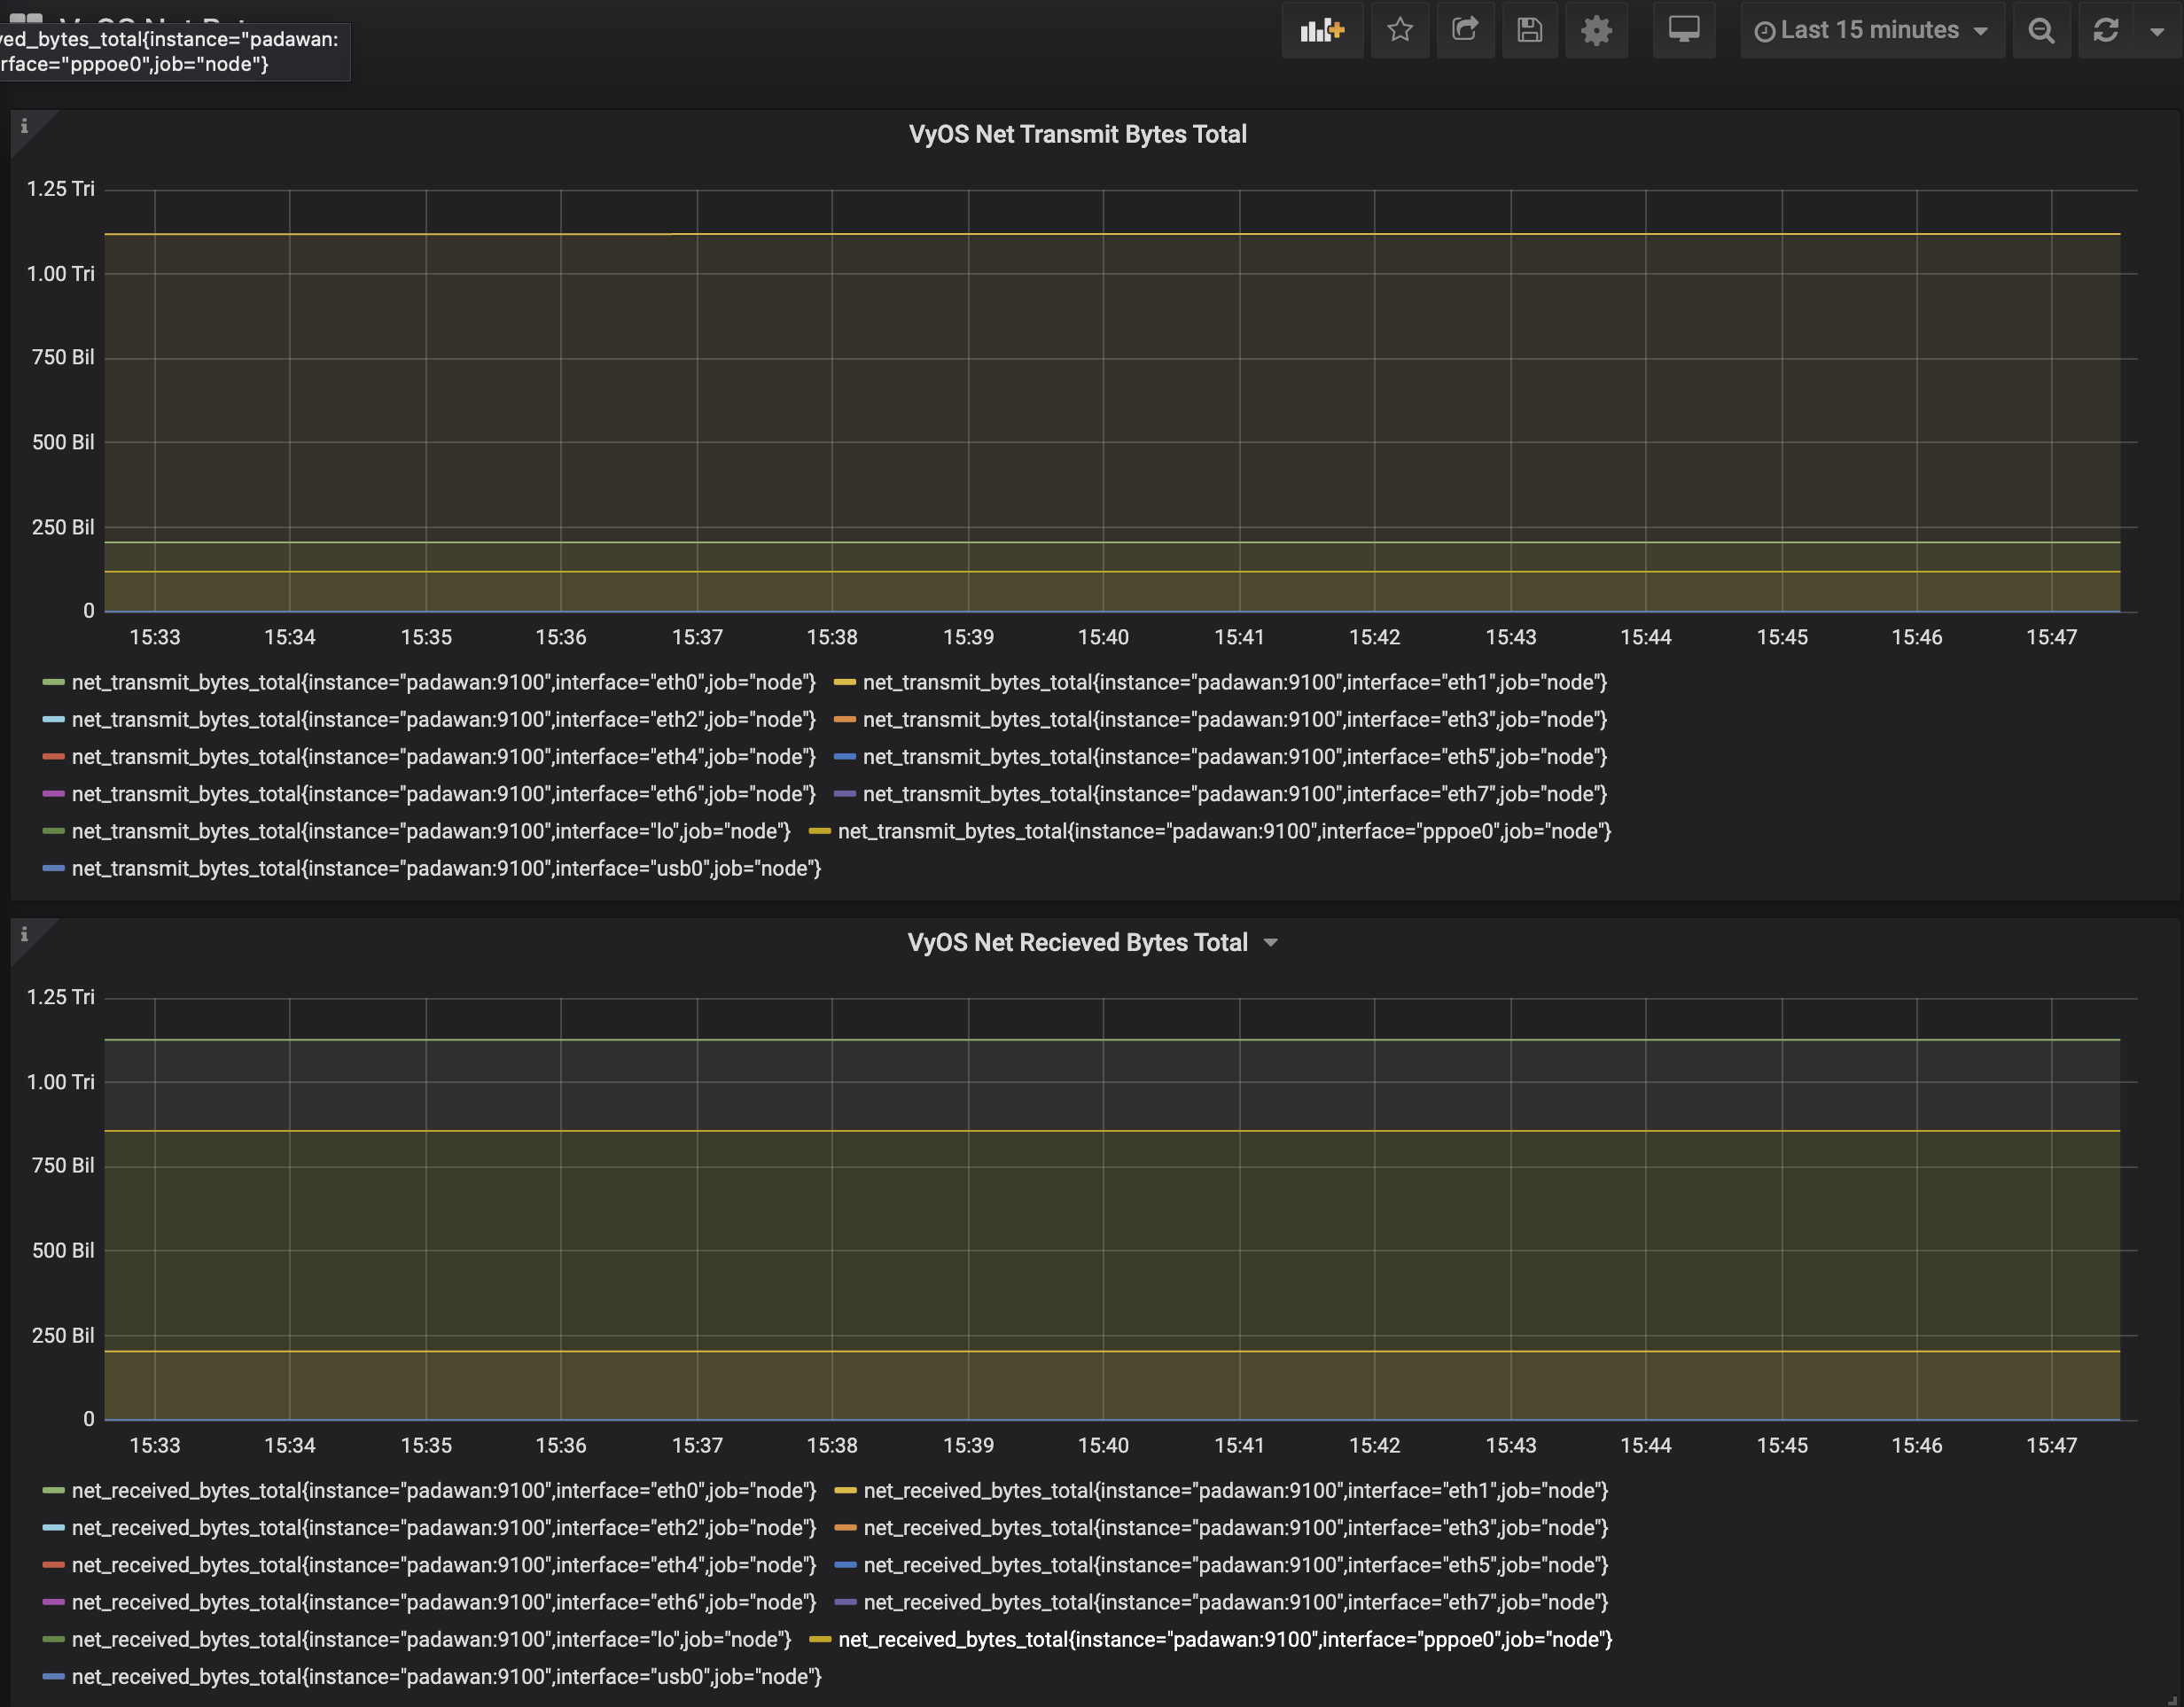 VyOS Net
ved_bytes_total{instance="padawan:
rface="pppoe0",job="node"}
Last 15 minutes
VyOS Net Transmit Bytes Total
1.25 Tri
1.00 Tri
750 Bil
500 Bil
250 Bil
0
15:33 15:34 15:35 15:36 15:37 15:38 15:39 15:40 15:41 15:42 15:43 15:44 15:45 15:46 15:47
net_transmit_bytes_total{instance="padawan:9100",interface="eth0",job="node"} net_transmit_bytes_total{instance="padawan:9100",interface="eth1",job="node"}
net_transmit_bytes_total{instance="padawan:9100",interface="eth2",job="node"} net_transmit_bytes_total{instance="padawan:9100",interface="eth3",job="node"}
net_transmit_bytes_total{instance="padawan:9100",interface="eth4",job="node"} net_transmit_bytes_total{instance="padawan:9100",interface="eth5",job="node"}
net_transmit_bytes_total{instance="padawan:9100",interface="eth6",job="node"} net_transmit_bytes_total{instance="padawan:9100",interface="eth7",job="node"}
net_transmit_bytes_total{instance="padawan:9100",interface="lo",job="node"} net_transmit_bytes_total{instance="padawan:9100",interface="pppoe0",job="node"}
net_transmit_bytes_total{instance="padawan:9100",interface="usb0",job="node"}
VyOS Net Recieved Bytes Total
1.25 Tri
1.00 Tri
750 Bil
500 Bil
250 Bil
0
15:33 15:34 15:35 15:36 15:37 15:38 15:39 15:40 15:41 15:42 15:43 15:44 15:45 15:46 15:47
net_received_bytes_total{instance="padawan:9100",interface="eth0",job="node"} net_received_bytes_total{instance="padawan:9100",interface="eth1",job="node"}
net_received_bytes_total{instance="padawan:9100",interface="eth2",job="node"} net_received_bytes_total{instance="padawan:9100",interface="eth3",job="node"}
net_received_bytes_total{instance="padawan:9100",interface="eth4",job="node"} net_received_bytes_total{instance="padawan:9100",interface="eth5",job="node"}
net_received_bytes_total{instance="padawan:9100",interface="eth6",job="node"} net_received_bytes_total{instance="padawan:9100",interface="eth7",job="node"}
net_received_bytes_total{instance="padawan:9100",interface="lo",job="node"} net_received_bytes_total{instance="padawan:9100",interface="pppoe0",job="node"}
net_received_bytes_total{instance="padawan:9100",interface="usb0",job="node"}